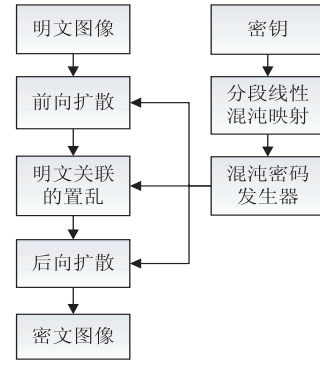 明文图像
密钥
前向扩散
分段线性
混沌映射
明文关联
的置乱
混沌密码
发生器
后向扩散
密文图像